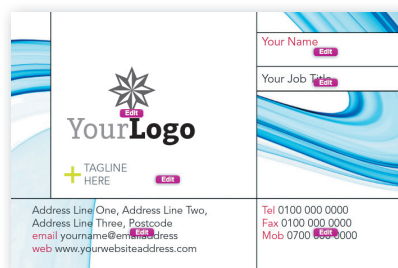 Your Name
Edit
Your Job Title
Edit
Edit
YourLogo
TAGLINE
HERE
Edit
Address Line One, Address Line Two,
Address Line Three, Postcode
email yourname@emailaddress
Edit
web www.yourwebsiteaddress.com
Tel 0100 000 0000
Fax 0100 000 0000
Mob 0700 000 0000
Edit